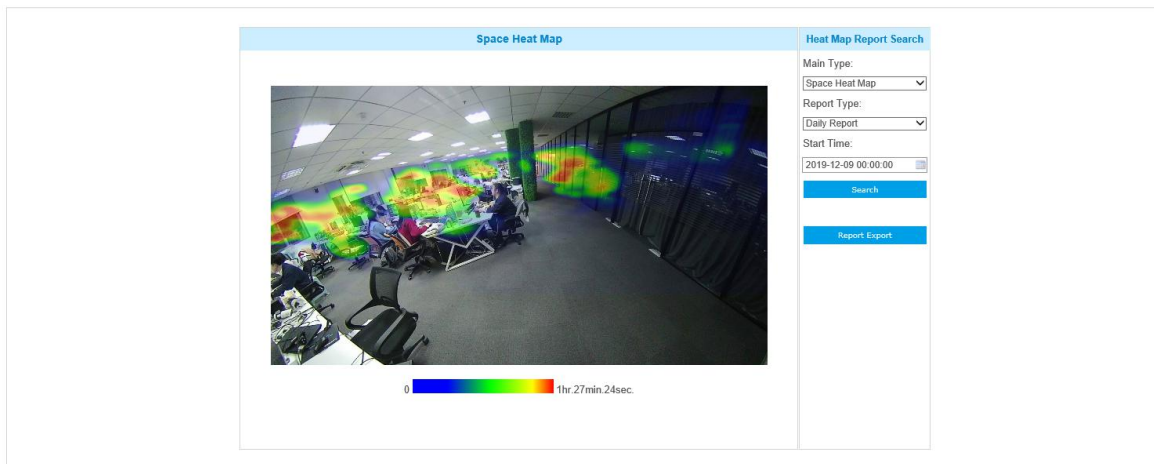 Space Heat Map
Heat Map Report Search
Main Type:
Space Heat Map
Report Type:
Daily Report
Start Time:
2019-12-09 00:00:00
Search
Report Export
0 1hr.27min.24sec.